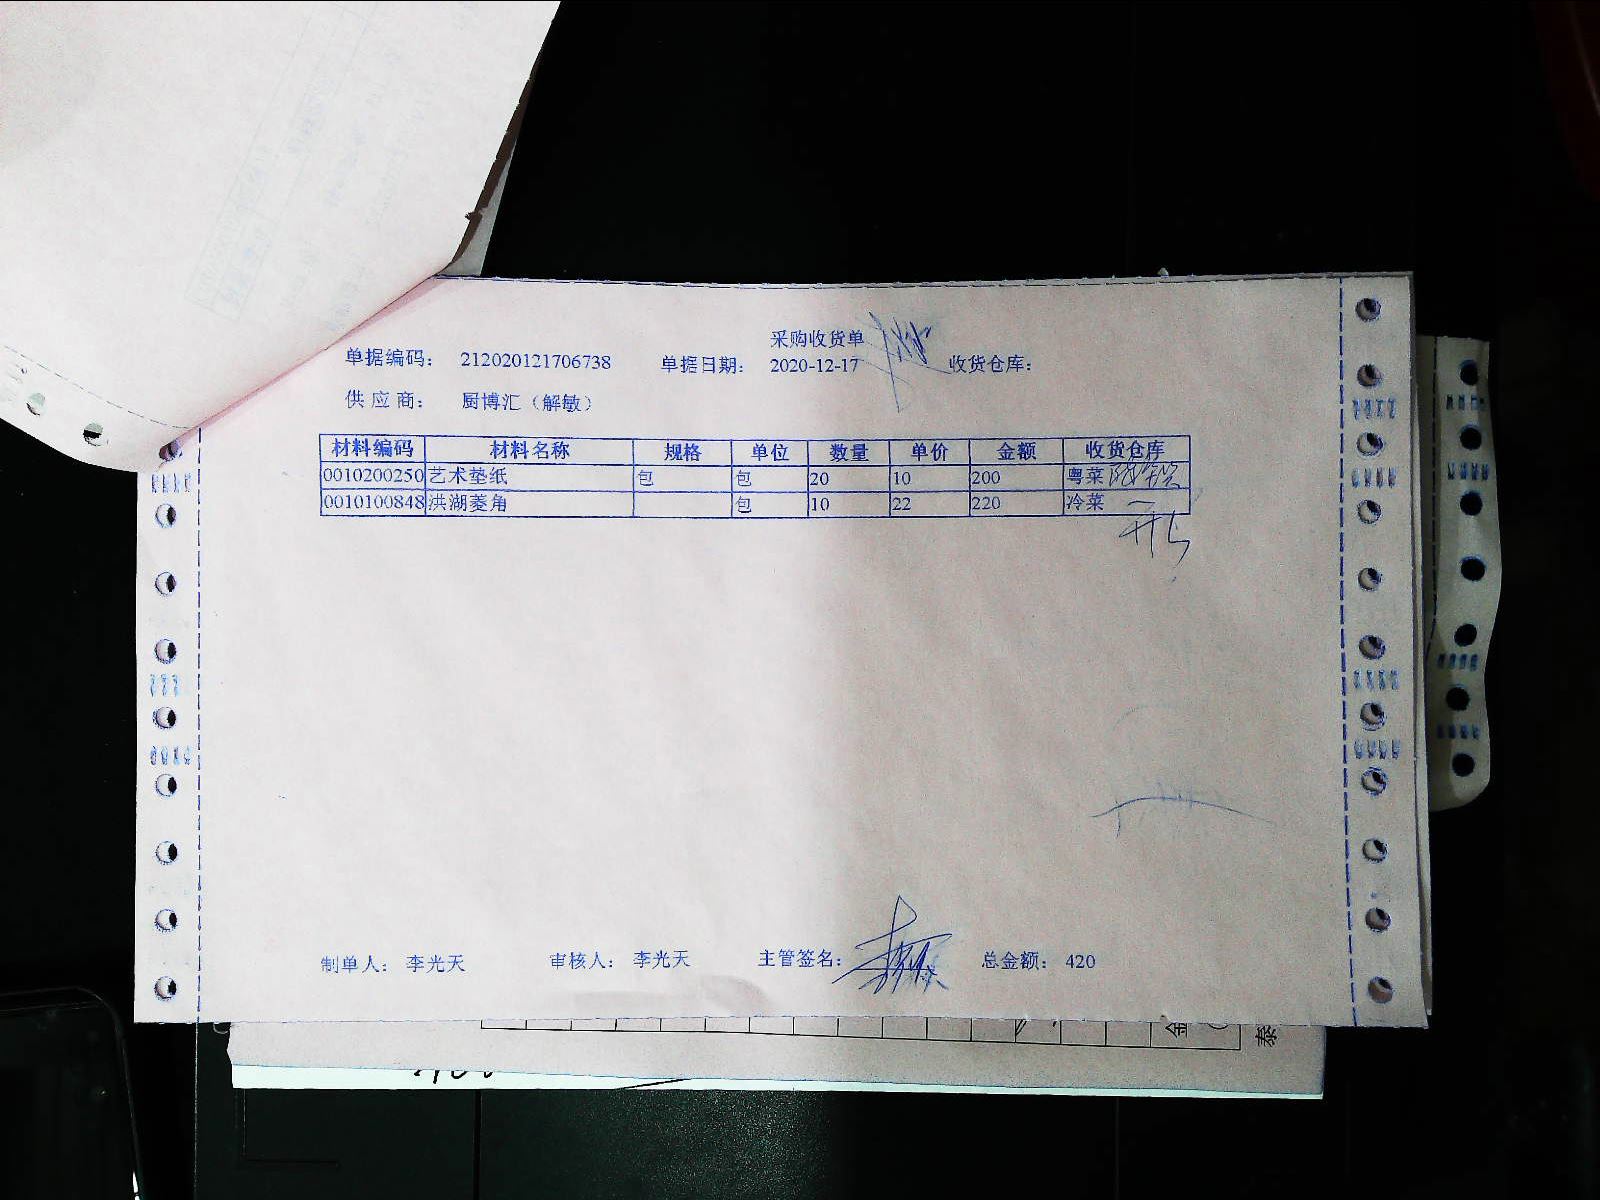 采购收货单
单据编码： 212020121706738 单据日期： 2020-12-17 收货仓库：
供 应 商： 厨博汇（解敏）
材料编码 材料名称 规格 单位 数量 单价 金额 收货仓库
0010200250 艺术垫纸 包 包 20 10 200 粤菜
0010100848 洪湖菱角 包 10 22 220 冷菜
制单人： 李光天 审核人： 李光天 主管签名： 总金额： 420
金
泰